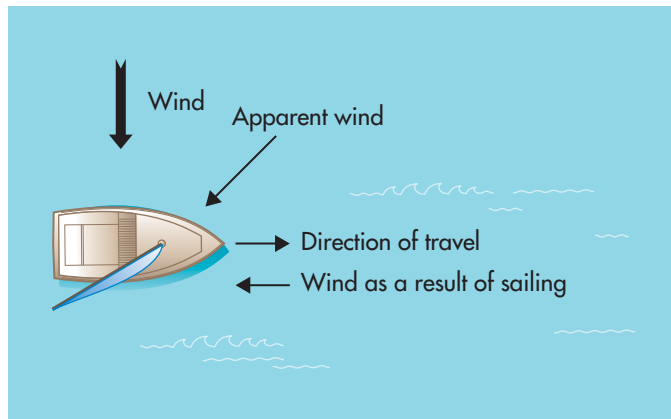 Wind
Apparent wind
Direction of travel
Wind as a result of sailing